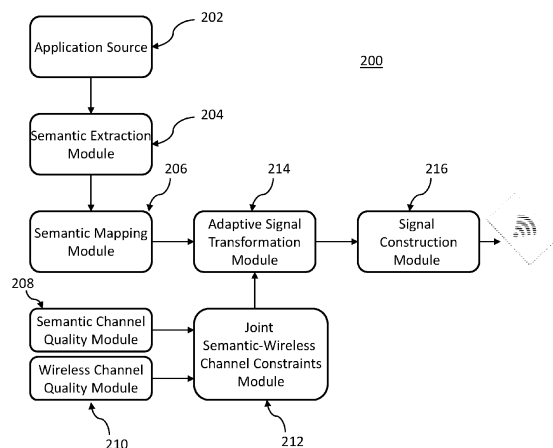 202
Application Source
200
204
Semantic Extraction
Module
206
214
216
Semantic Mapping
Module
Adaptive Signal
Transformation
Module
Signal
Construction
Module
208
Semantic Channel
Quality Module
Joint
Semantic-Wireless
Channel Constraints
Module
Wireless Channel
Quality Module
210
212